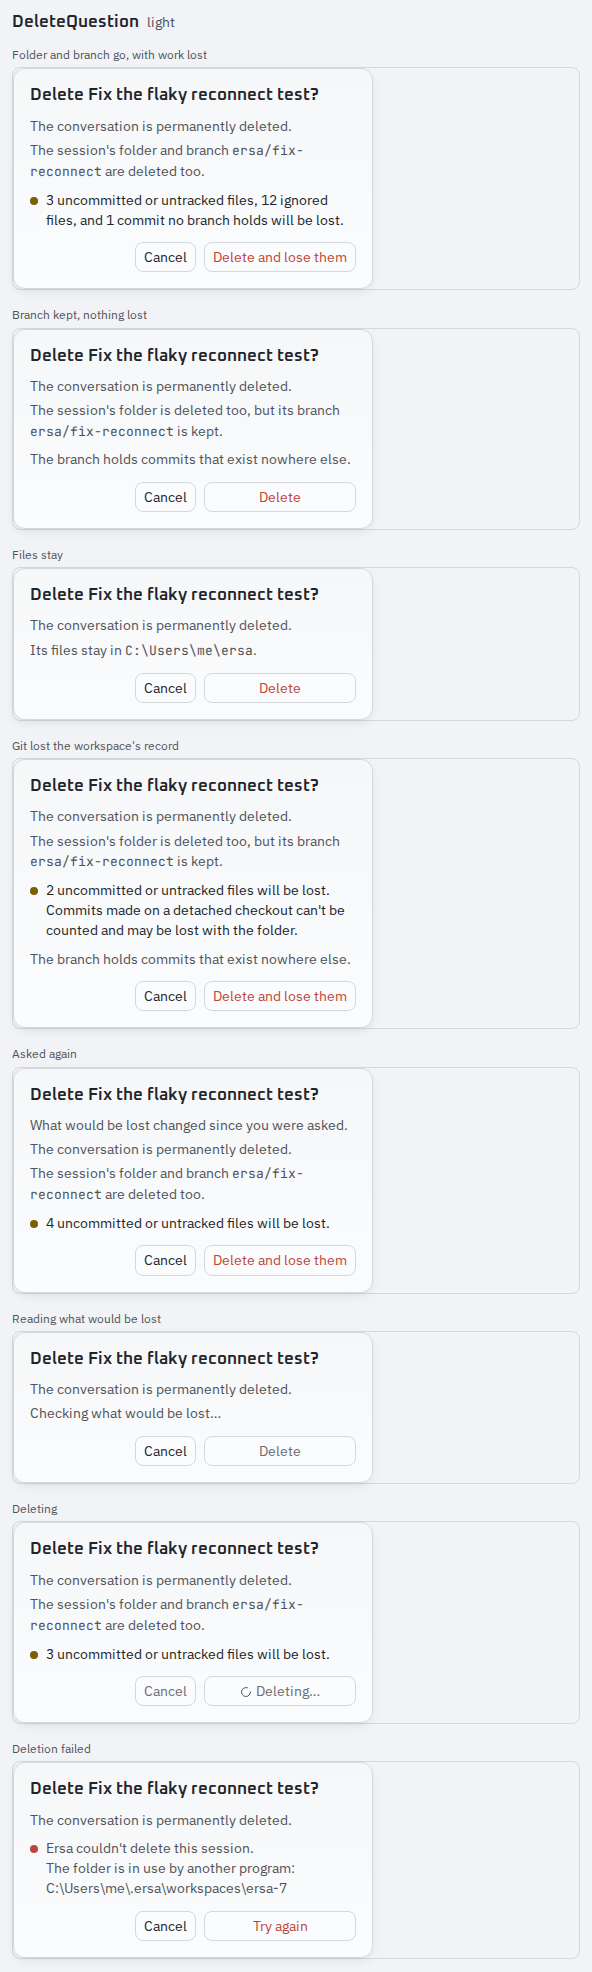 DeleteQuestion light
Folder and branch go, with work lost
Delete Fix the flaky reconnect test?
The conversation is permanently deleted.
The session's folder and branch ersa/fix-
reconnect are deleted too.
3 uncommitted or untracked files, 12 ignored
files, and 1 commit no branch holds will be lost.
Cancel Delete and lose them
Branch kept, nothing lost
Delete Fix the flaky reconnect test?
The conversation is permanently deleted.
The session's folder is deleted too, but its branch
ersa/fix-reconnect is kept.
The branch holds commits that exist nowhere else.
Cancel Delete
Files stay
Delete Fix the flaky reconnect test?
The conversation is permanently deleted.
Its files stay in C:\Users\me\ersa.
Cancel Delete
Git lost the workspace's record
Delete Fix the flaky reconnect test?
The conversation is permanently deleted.
The session's folder is deleted too, but its branch
ersa/fix-reconnect is kept.
2 uncommitted or untracked files will be lost.
Commits made on a detached checkout can't be
counted and may be lost with the folder.
The branch holds commits that exist nowhere else.
Cancel Delete and lose them
Asked again
Delete Fix the flaky reconnect test?
What would be lost changed since you were asked.
The conversation is permanently deleted.
The session's folder and branch ersa/fix-
reconnect are deleted too.
4 uncommitted or untracked files will be lost.
Cancel Delete and lose them
Reading what would be lost
Delete Fix the flaky reconnect test?
The conversation is permanently deleted.
Checking what would be lost…
Cancel Delete
Deleting
Delete Fix the flaky reconnect test?
The conversation is permanently deleted.
The session's folder and branch ersa/fix-
reconnect are deleted too.
3 uncommitted or untracked files will be lost.
Cancel Deleting…
Deletion failed
Delete Fix the flaky reconnect test?
The conversation is permanently deleted.
Ersa couldn't delete this session.
The folder is in use by another program:
C:\Users\me\.ersa\workspaces\ersa-7
Cancel Try again